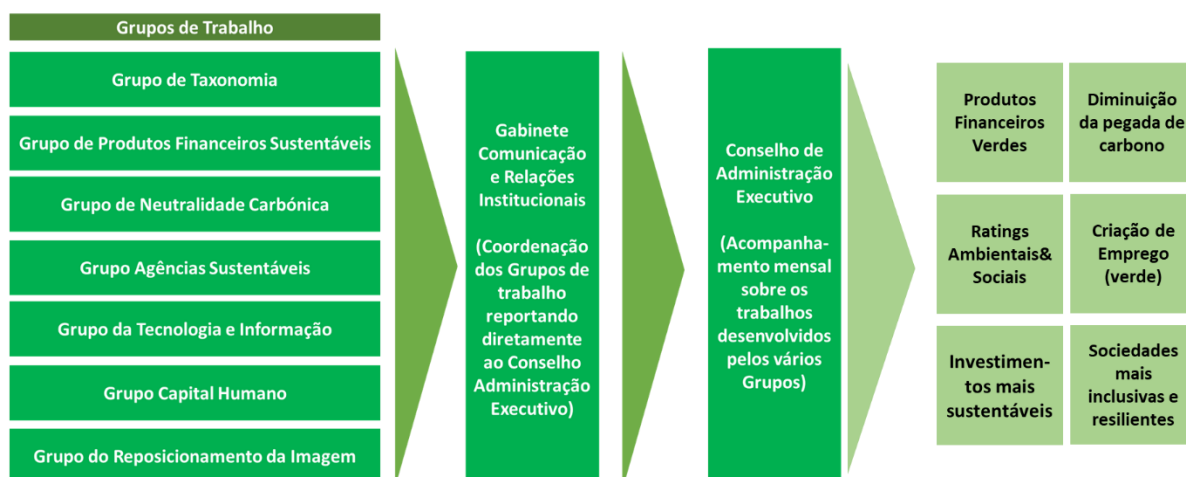 Grupos de Trabalho
Grupo de Taxonomia
Grupo de Produtos Financeiros Sustentáveis
Grupo de Neutralidade Carbónica
Grupo Agências Sustentáveis
Grupo da Tecnologia e Informação
Grupo Capital Humano
Grupo do Reposicionamento da Imagem
Gabinete
Comunicação
e Relações
Institucionais
(Coordenação
dos Grupos de
trabalho
reportando
diretamente
ao Conselho
Administração
Executivo)
Conselho de
Administração
Executivo
(Acompanha-
mento mensal
sobre os
trabalhos
desenvolvidos
pelos vários
Grupos)
Produtos
Financeiros
Verdes
Diminuição
da pegada de
carbono
Ratings
Ambientais&
Sociais
Criação de
Emprego
(verde)
Investimen-
tos mais
sustentáveis
Sociedades
mais
inclusivas e
resilientes